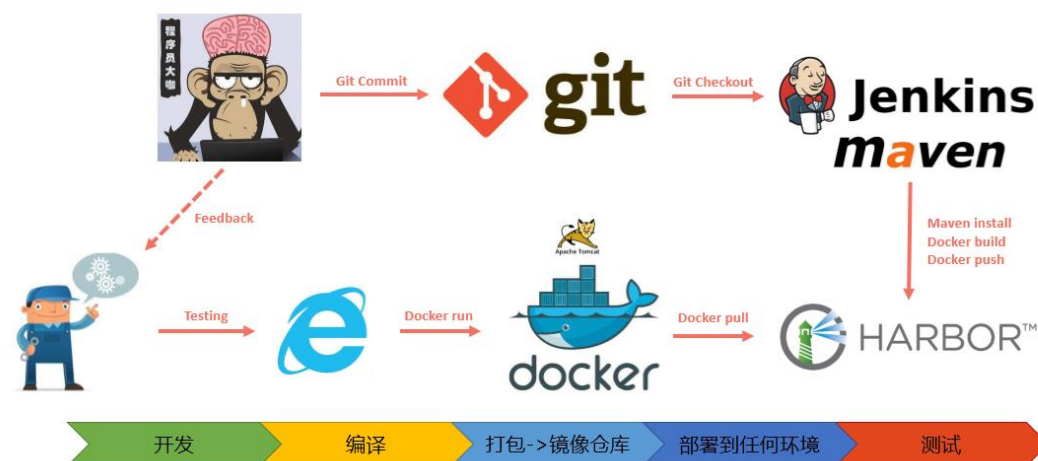 程序员大咖
Git Commit
git
Git Checkout
Jenkins
maven
Feedback
Maven install
Docker build
Docker push
Apache Tomcat
Testing
Docker run
docker
Docker pull
HARBOR™
开发
编译
打包->镜像仓库
部署到任何环境
测试